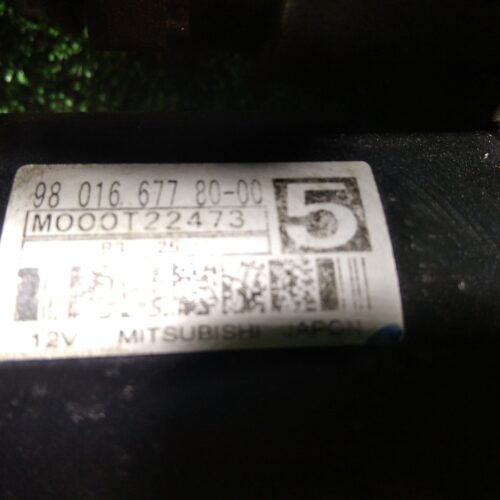 98 016 677 80-00
5
M000T22473
12V MITSUBISHI JAPON